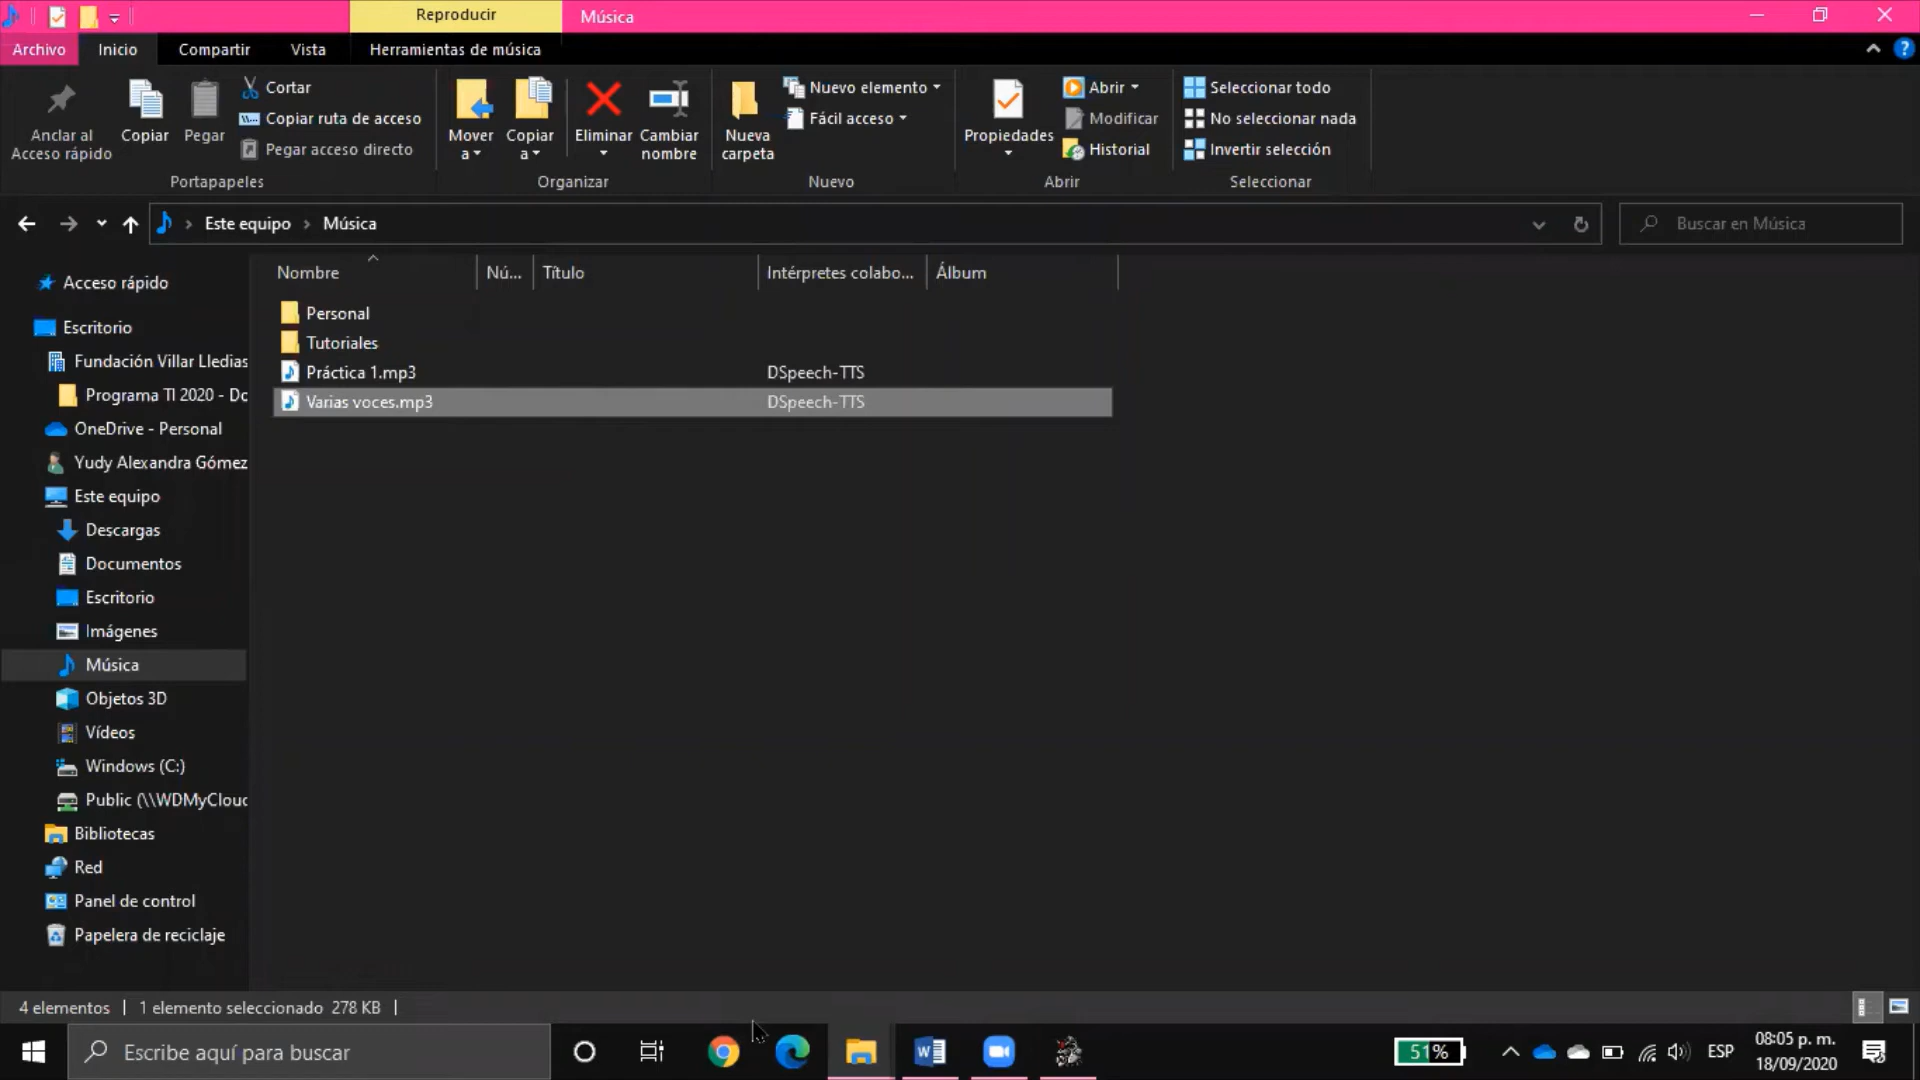 Reproducir
Música
Archivo
Inicio
Compartir
Vista
Herramientas de música
Anclar al
Acceso rápido
Copiar
Pegar
Cortar
Copiar ruta de acceso
Pegar acceso directo
Portapapeles
Mover
a
Copiar
a
Eliminar
Cambiar
nombre
Organizar
Nueva
carpeta
Nuevo elemento
Fácil acceso
Nuevo
Propiedades
Abrir
Modificar
Historial
Abrir
Seleccionar todo
No seleccionar nada
Invertir selección
Seleccionar
Este equipo
Música
Buscar en Música
Nombre
Nú...
Título
Intérpretes colabo...
Álbum
Personal
Tutoriales
Práctica 1.mp3
DSpeech-TTS
Varias voces.mp3
DSpeech-TTS
Acceso rápido
Escritorio
Fundación Villar Lledias
Programa TI 2020 - Do
OneDrive - Personal
Yudy Alexandra Gómez
Este equipo
Descargas
Documentos
Escritorio
Imágenes
Música
Objetos 3D
Vídeos
Windows (C:)
Public (\\WDMyCloud
Bibliotecas
Red
Panel de control
Papelera de reciclaje
4 elementos
1 elemento seleccionado 278 KB
Escribe aquí para buscar
51%
ESP
08:05 p. m.
18/09/2020